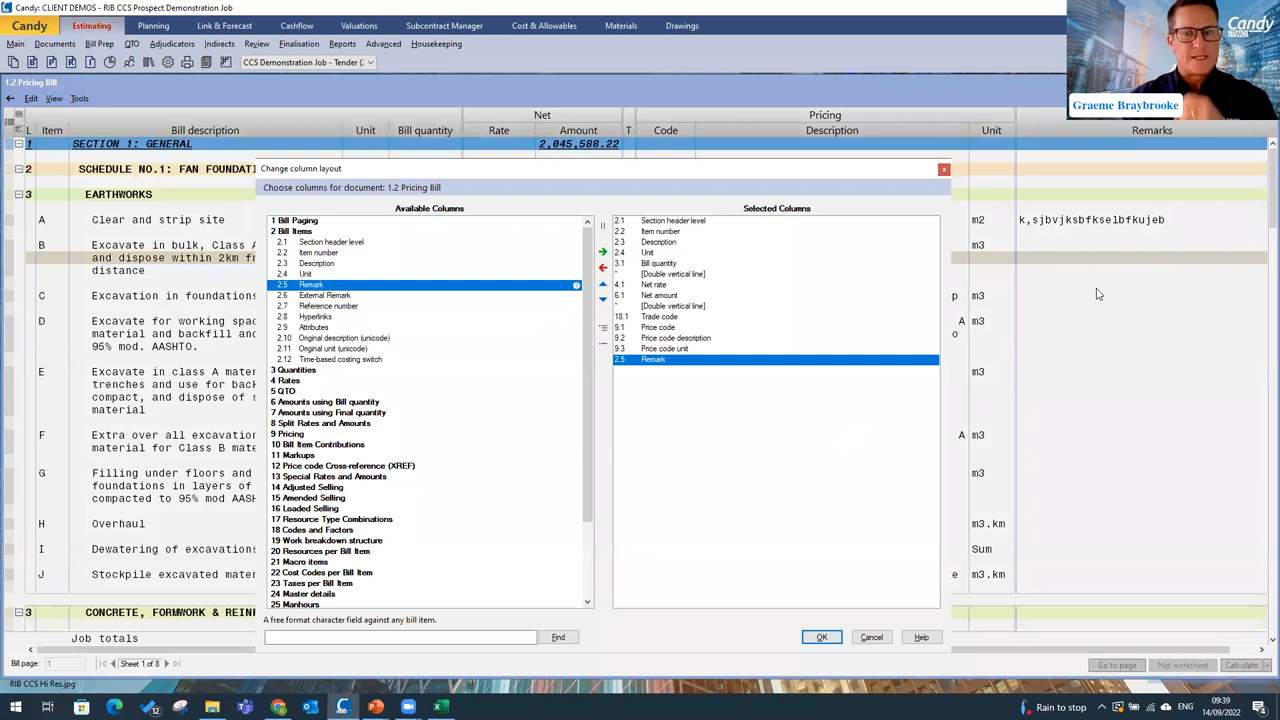 Candy: CLIENT DEMOS - RIB CCS Prospect Demonstration Job
Candy Estimating Planning Link & Forecast Cashflow Valuations Subcontract Manager Cost & Allowables Materials Drawings
Main Documents Bill Prep QTO Adjudicators Indirects Review Finalisation Reports Advanced Housekeeping
CCS Demonstration Job - Tender (
Candy
Graeme Braybrooke
1.2 Pricing Bill
Edit View Tools
Net Pricing
L Item Bill description Unit Bill quantity Rate Amount T Code Description Unit Remarks
1 SECTION 1: GENERAL 2,045,588.22
2 SCHEDULE NO.1: FAN FOUNDATI
3 EARTHWORKS
A Clear and strip site m2 k,sjbvjksbfkselbfkujeb
B Excavate in bulk, Class A m3
and dispose within 2km fr
distance
C Excavation in foundations p m3
D Excavate for working spac A m3
material and backfill and o
95% mod. AASHTO.
E Excavate in class A mater m3
trenches and use for back
compact, and dispose of s
material
F Extra over all excavation A m3
material for Class B mate
G Filling under floors and m3
foundations in layers of
compacted to 95% mod AASH
H Overhaul m3.km
I Dewatering of excavations Sum
J Stockpile excavated mater e m3.km
3 CONCRETE, FORMWORK & REIN
Job totals
Change column layout
Choose columns for document: 1.2 Pricing Bill
Available Columns
1 Bill Paging
2 Bill Items
2.1 Section header level
2.2 Item number
2.3 Description
2.4 Unit
2.5 Remark
2.6 External Remark
2.7 Reference number
2.8 Hyperlinks
2.9 Attributes
2.10 Original description (unicode)
2.11 Original unit (unicode)
2.12 Time-based costing switch
3 Quantities
4 Rates
5 QTO
6 Amounts using Bill quantity
7 Amounts using Final quantity
8 Split Rates and Amounts
9 Pricing
10 Bill Item Contributions
11 Markups
12 Price code Cross-reference (XREF)
13 Special Rates and Amounts
14 Adjusted Selling
15 Amended Selling
16 Loaded Selling
17 Resource Type Combinations
18 Codes and Factors
19 Work breakdown structure
20 Resources per Bill Item
21 Macro items
22 Cost Codes per Bill Item
23 Taxes per Bill Item
24 Master details
25 Manhours
Selected Columns
2.1 Section header level
2.2 Item number
2.3 Description
2.4 Unit
3.1 Bill quantity
" [Double vertical line]
4.1 Net rate
6.1 Net amount
" [Double vertical line]
18.1 Trade code
9.1 Price code
9.2 Price code description
9.3 Price code unit
2.5 Remark
A free format character field against any bill item.
Find OK Cancel Help
Bill page: 1 Sheet 1 of 8 Go to page Net worksheet Calculate
RIB CCS Hi Res.jpg
12 Rain to stop ENG 09:39
14/09/2022 4